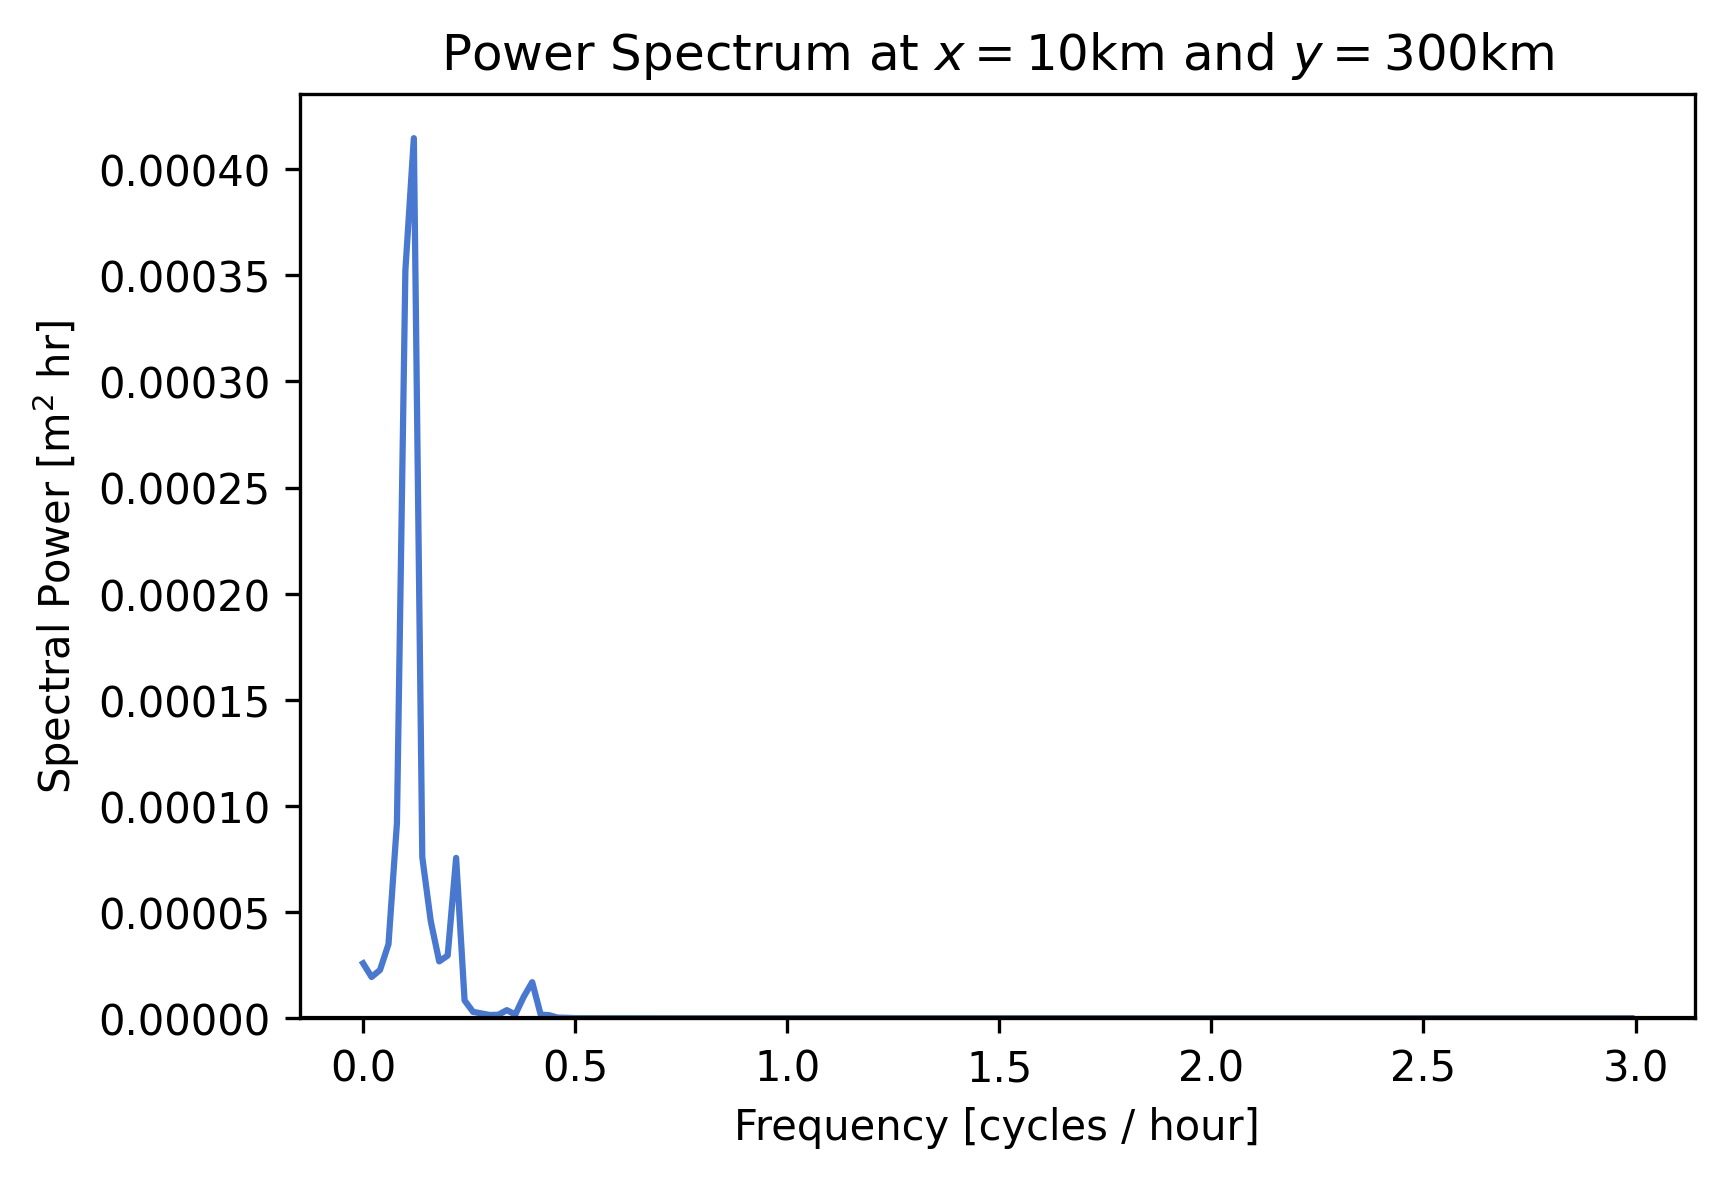 Power Spectrum at x = 10km and y = 300km
0.00040
0.00035
0.00030
0.00025
0.00020
0.00015
0.00010
0.00005
0.00000
Spectral Power [m² hr]
0.0 0.5 1.0 1.5 2.0 2.5 3.0
Frequency [cycles / hour]